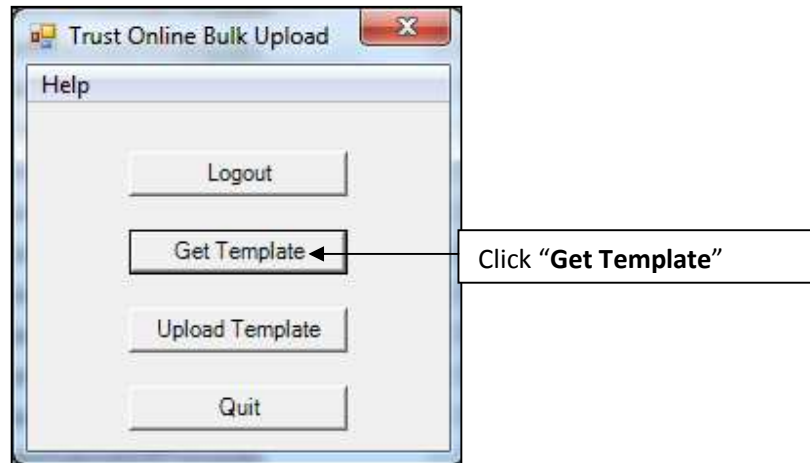 Trust Online Bulk Upload
Help
Logout
Get Template
Click “Get Template”
Upload Template
Quit